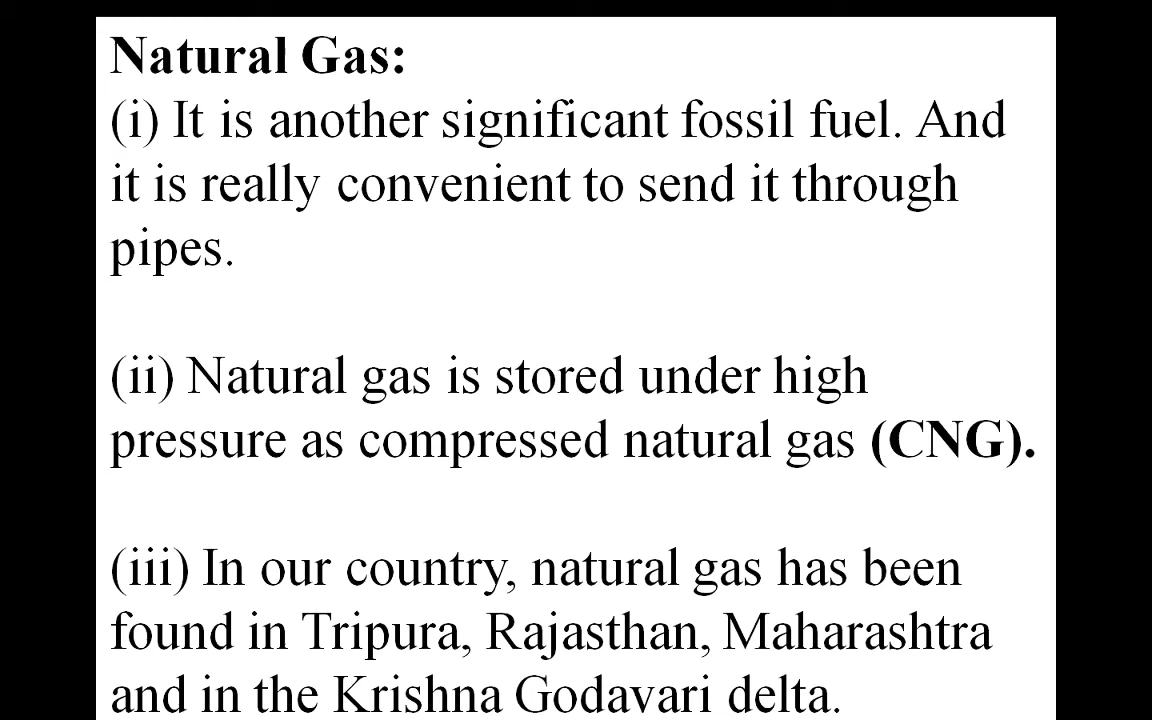 Natural Gas:
(i) It is another significant fossil fuel. And
it is really convenient to send it through
pipes.
(ii) Natural gas is stored under high
pressure as compressed natural gas (CNG).
(iii) In our country, natural gas has been
found in Tripura, Rajasthan, Maharashtra
and in the Krishna Godavari delta.